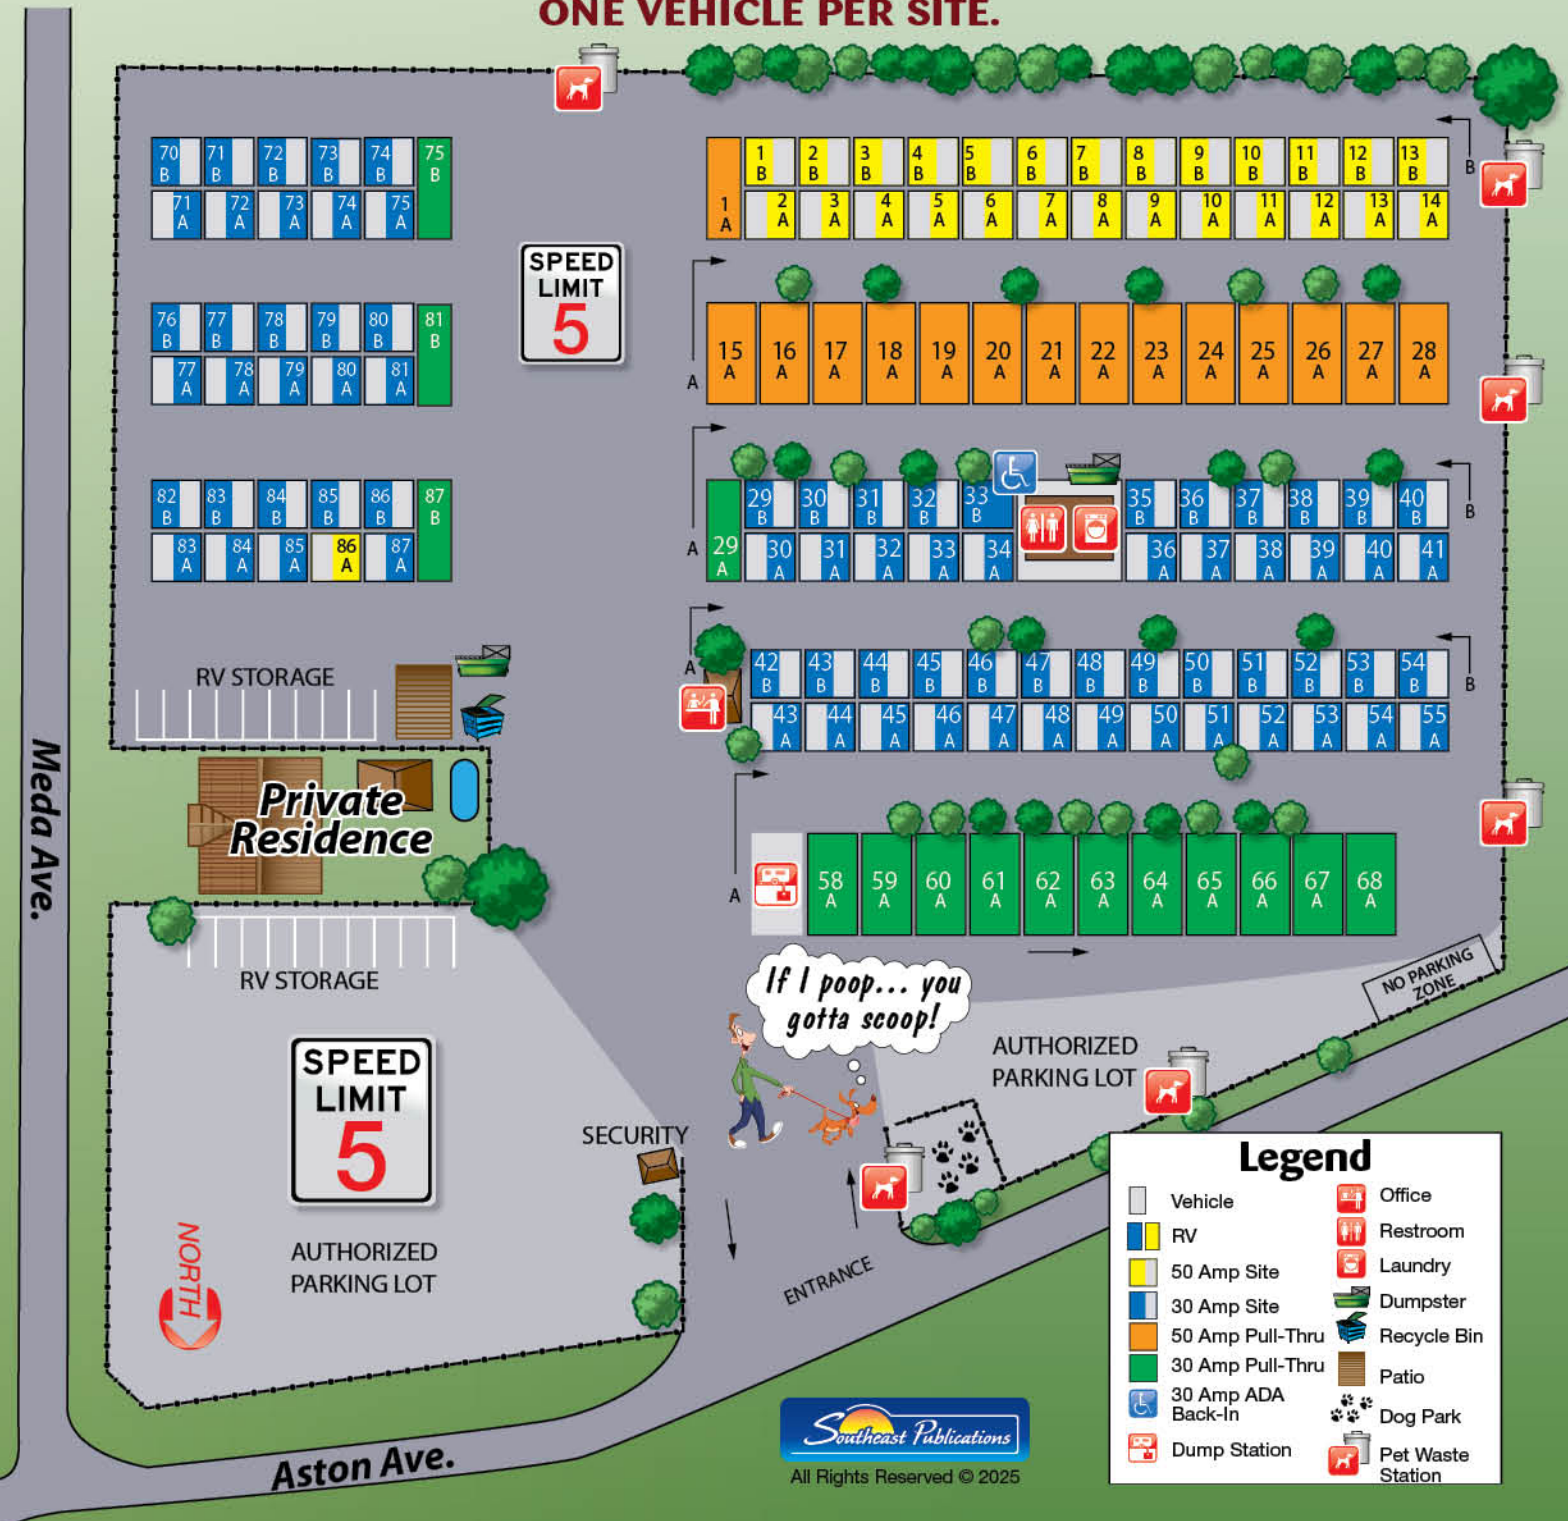 ONE VEHICLE PER SITE.
70 B 71 B 72 B 73 B 74 B 75 B
71 A 72 A 73 A 74 A 75 A
1 A
1 B 2 B 3 B 4 B 5 B 6 B 7 B 8 B 9 B 10 B 11 B 12 B 13 B
B
2 A 3 A 4 A 5 A 6 A 7 A 8 A 9 A 10 A 11 A 12 A 13 A 14 A
SPEED
LIMIT
5
76 B 77 B 78 B 79 B 80 B 81 B
77 A 78 A 79 A 80 A 81 A
A
15 A 16 A 17 A 18 A 19 A 20 A 21 A 22 A 23 A 24 A 25 A 26 A 27 A 28 A
82 B 83 B 84 B 85 B 86 B 87 B
83 A 84 A 85 A 86 A 87 A
A
29 A
29 B 30 B 31 B 32 B 33 B 35 B 36 B 37 B 38 B 39 B 40 B
B
30 A 31 A 32 A 33 A 34 A 36 A 37 A 38 A 39 A 40 A 41 A
RV STORAGE
A
42 B 43 B 44 B 45 B 46 B 47 B 48 B 49 B 50 B 51 B 52 B 53 B 54 B
B
43 A 44 A 45 A 46 A 47 A 48 A 49 A 50 A 51 A 52 A 53 A 54 A 55 A
Meda Ave.
Private
Residence
A
58 A 59 A 60 A 61 A 62 A 63 A 64 A 65 A 66 A 67 A 68 A
RV STORAGE
NO PARKING
ZONE
If I poop... you
gotta scoop!
SPEED
LIMIT
5
AUTHORIZED
PARKING LOT
SECURITY
AUTHORIZED
PARKING LOT
NORTH
ENTRANCE
Aston Ave.
Southeast Publications
All Rights Reserved © 2025
Legend
Vehicle
RV
50 Amp Site
30 Amp Site
50 Amp Pull-Thru
30 Amp Pull-Thru
30 Amp ADA
Back-In
Dump Station
Office
Restroom
Laundry
Dumpster
Recycle Bin
Patio
Dog Park
Pet Waste
Station